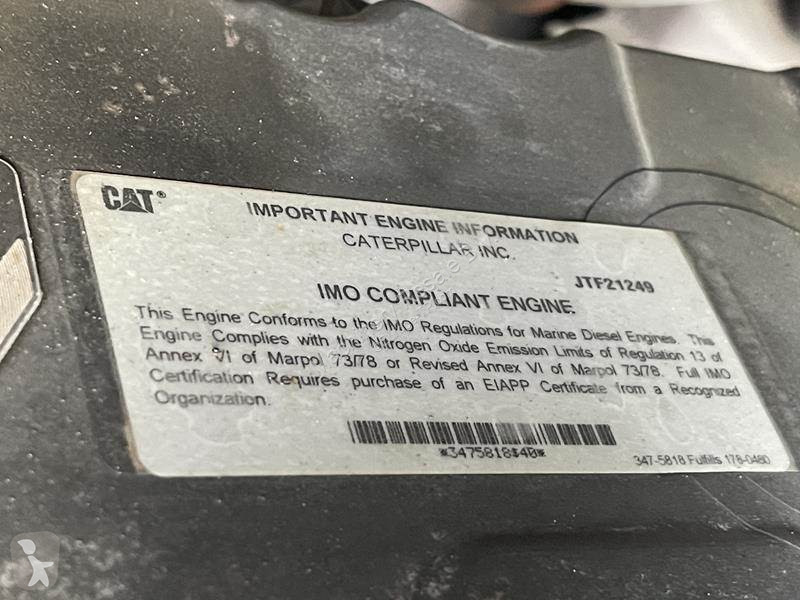 CAT®
IMPORTANT ENGINE INFORMATION
CATERPILLAR INC.
JTF21249
IMO COMPLIANT ENGINE.
This Engine Conforms to the IMO Regulations for Marine Diesel Engines. This
Engine Complies with the Nitrogen Oxide Emission Limits of Regulation 13 of
Annex VI of Marpol 73/78 or Revised Annex VI of Marpol 73/78. Full IMO
Certification Requires purchase of an EIAPP Certificate from a Recognized
Organization.
*3475818$40*
347-5818 Fulfills 178-0480